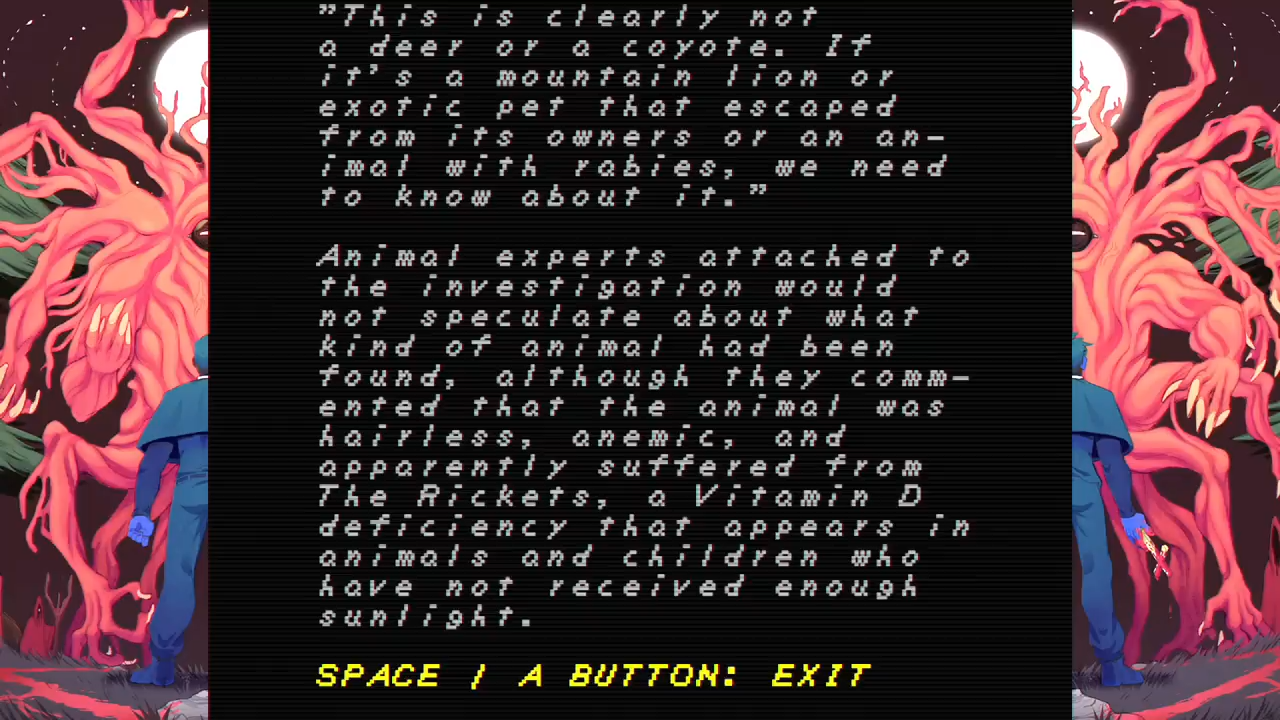 "This is clearly not
a deer or a coyote. If
it's a mountain lion or
exotic pet that escaped
from its owners or an an-
imal with rabies, we need
to know about it."
Animal experts attached to
the investigation would
not speculate about what
kind of animal had been
found, although they comm-
ented that the animal was
hairless, anemic, and
apparently suffered from
The Rickets, a Vitamin D
deficiency that appears in
animals and children who
have not received enough
sunlight.
SPACE / A BUTTON: EXIT